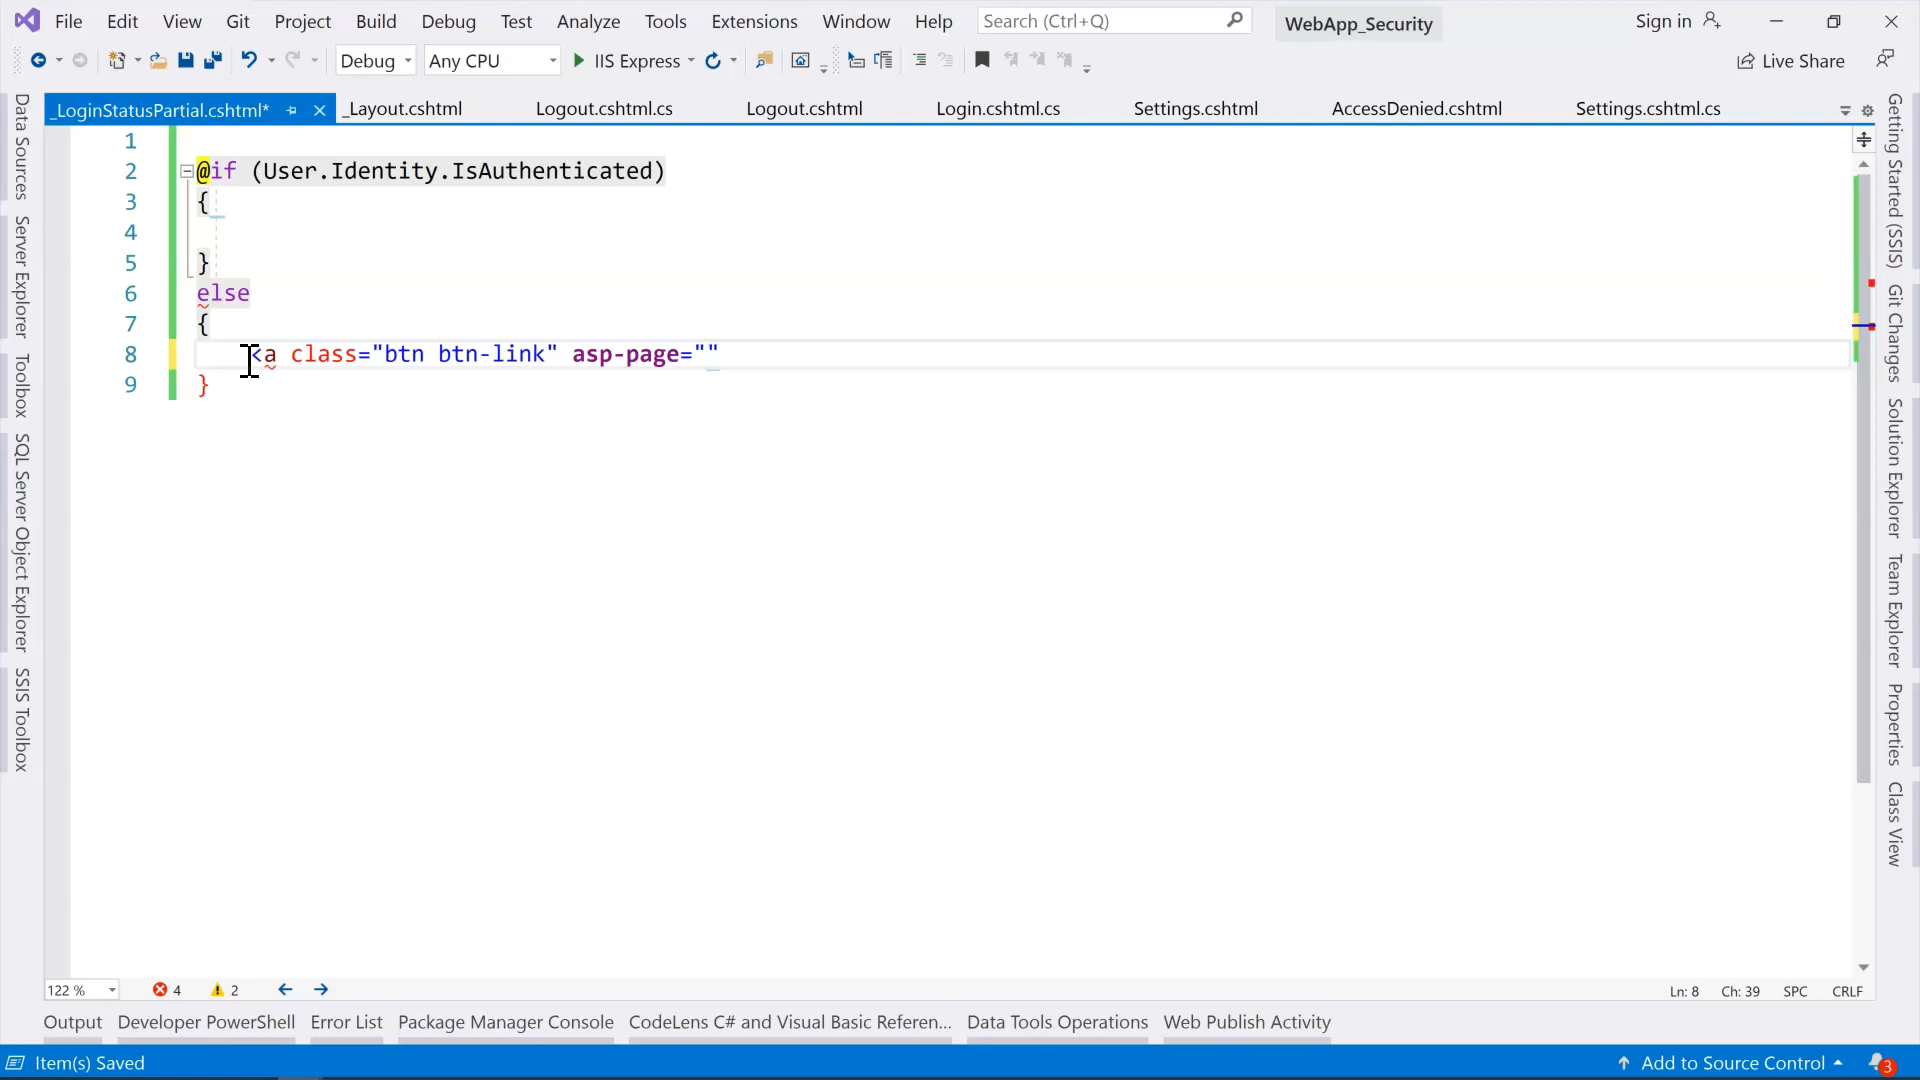 File Edit View Git Project Build Debug Test Analyze Tools Extensions Window Help Search (Ctrl+Q) WebApp_Security Sign in
Debug Any CPU IIS Express Live Share
_LoginStatusPartial.cshtml* _Layout.cshtml Logout.cshtml.cs Logout.cshtml Login.cshtml.cs Settings.cshtml AccessDenied.cshtml Settings.cshtml.cs
Data Sources
Server Explorer
Toolbox
SQL Server Object Explorer
SSIS Toolbox
1
2 @if (User.Identity.IsAuthenticated)
3 {
4
5 }
6 else
7 {
8 <a class="btn btn-link" asp-page=""
9 }
Getting Started (SSIS)
Git Changes
Solution Explorer
Team Explorer
Properties
Class View
122 % 4 2 Ln: 8 Ch: 39 SPC CRLF
Output Developer PowerShell Error List Package Manager Console CodeLens C# and Visual Basic Referen... Data Tools Operations Web Publish Activity
Item(s) Saved Add to Source Control 3